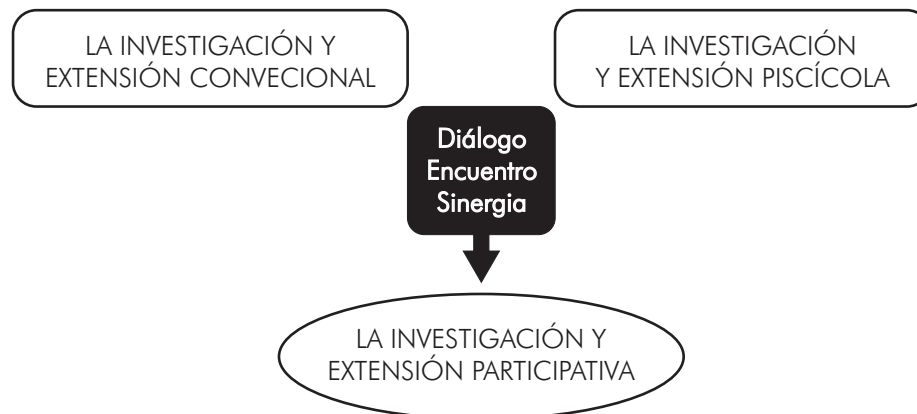 LA INVESTIGACIÓN Y
EXTENSIÓN CONVECIONAL
LA INVESTIGACIÓN
Y EXTENSIÓN PISCÍCOLA
Diálogo
Encuentro
Sinergia
LA INVESTIGACIÓN Y
EXTENSIÓN PARTICIPATIVA